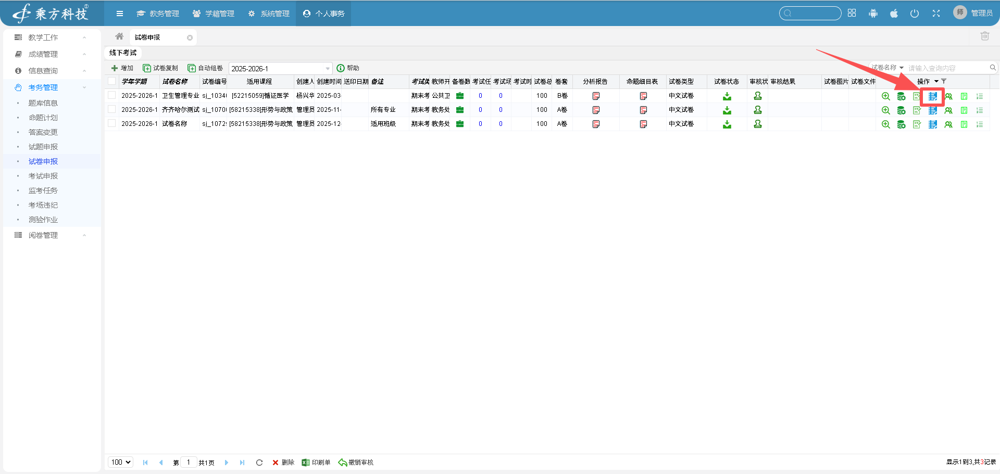 乘方科技
教务管理
学籍管理
系统管理
个人事务
师
管理员
教学工作
成绩管理
信息查询
考务管理
题库信息
命题计划
答案变更
试题申报
试卷申报
考试申报
监考任务
考场违纪
测验作业
阅卷管理
试卷申报
线下考试
增加 试卷复制 自动组卷 2025-2026-1 帮助
试卷名称 请输入查询内容
学年学期 试卷名称 试卷编号 适用课程 创建人 创建时间 送印日期 备注 考试类 教师开 备卷数 考试任 考试场 考试时 试卷总 卷套 分析报告 命题细目表 试卷类型 试卷状态 审核状 审核结果 试卷图片 试卷文件 操作
2025-2026-1 卫生管理专业 sj_1034 [52215059]循证医学 杨兴华 2025-03- 期末考 公共卫 0 0 100 B卷 中文试卷
2025-2026-1 齐齐哈尔测试 sj_1070 [58215338]形势与政策 管理员 2025-11- 所有专业 期末考 教务处 0 0 100 A卷 中文试卷
2025-2026-1 试卷名称 sj_1072 [58215338]形势与政策 管理员 2025-12- 适用班级 期末考 教务处 0 0 100 A卷 中文试卷
100 第 1 共1页 删除 印刷单 撤销审核
显示1到3,共3记录